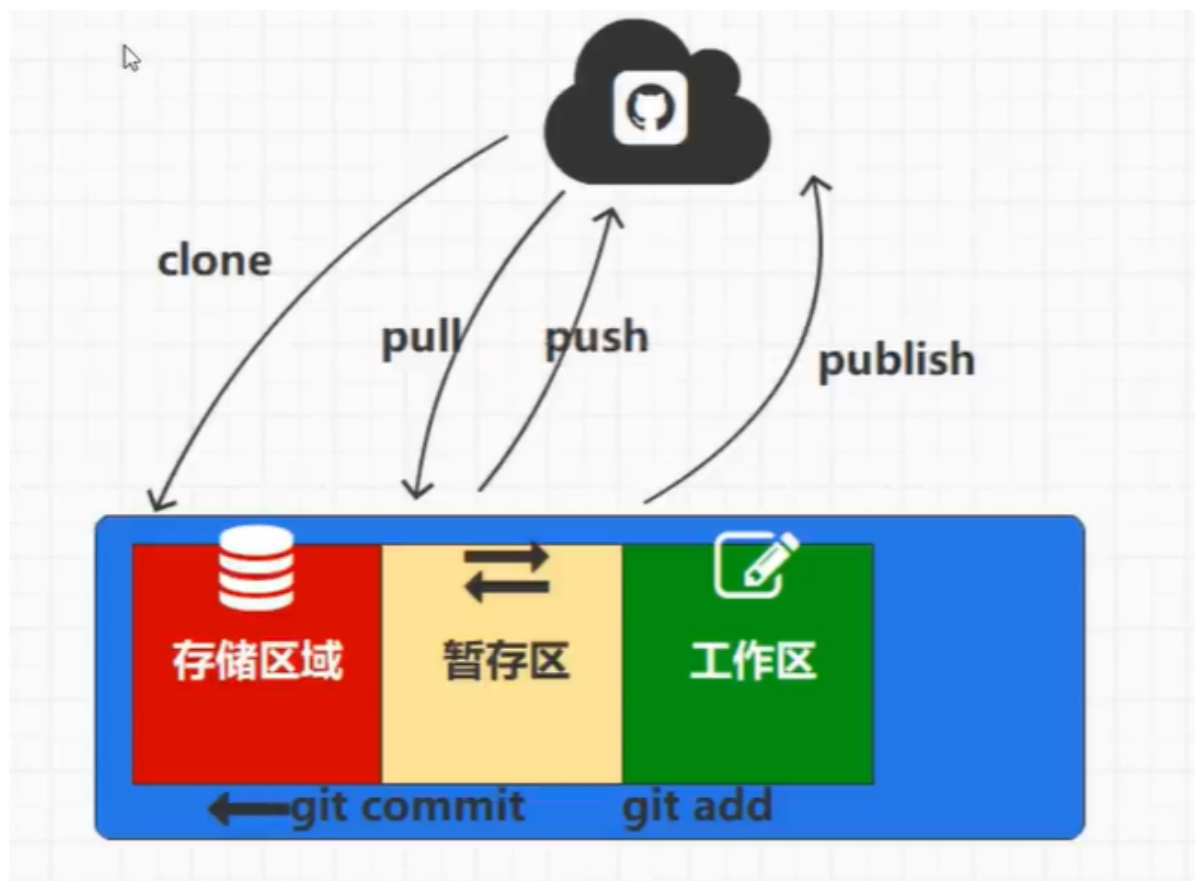 clone
pull
push
publish
存储区域
暂存区
工作区
git commit
git add